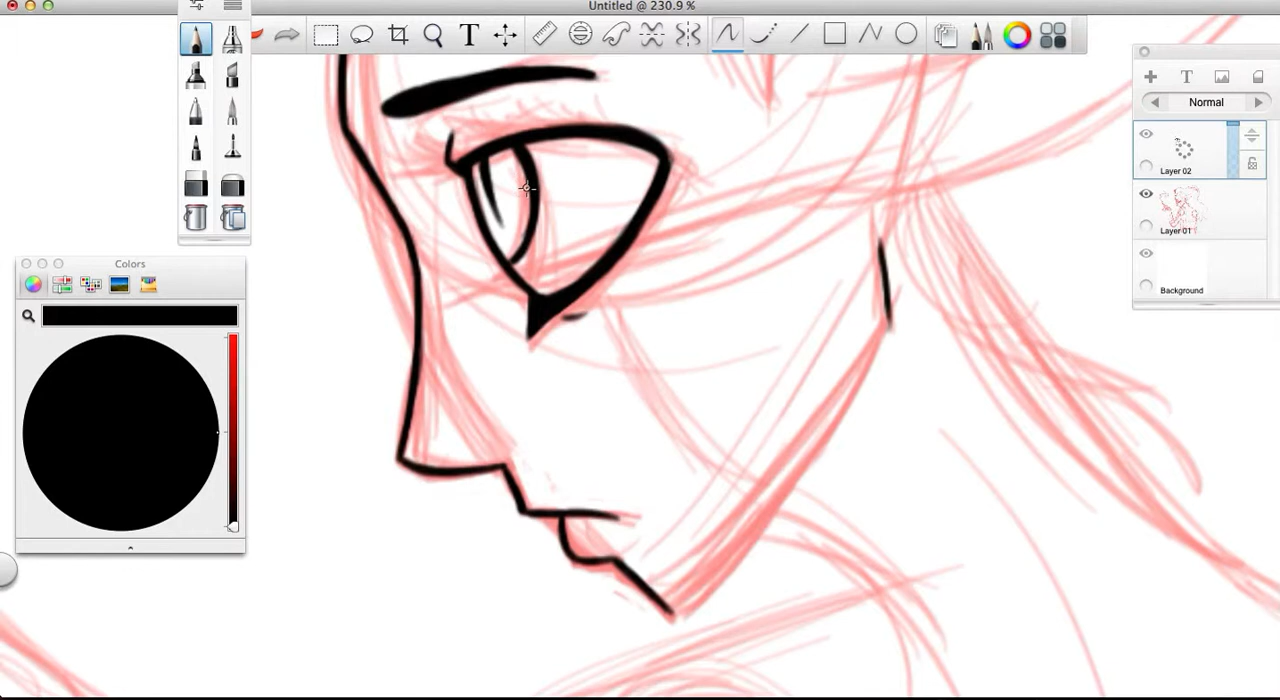 Untitled @ 230.9 %
T
T
Normal
Layer 02
Layer 01
Background
Colors